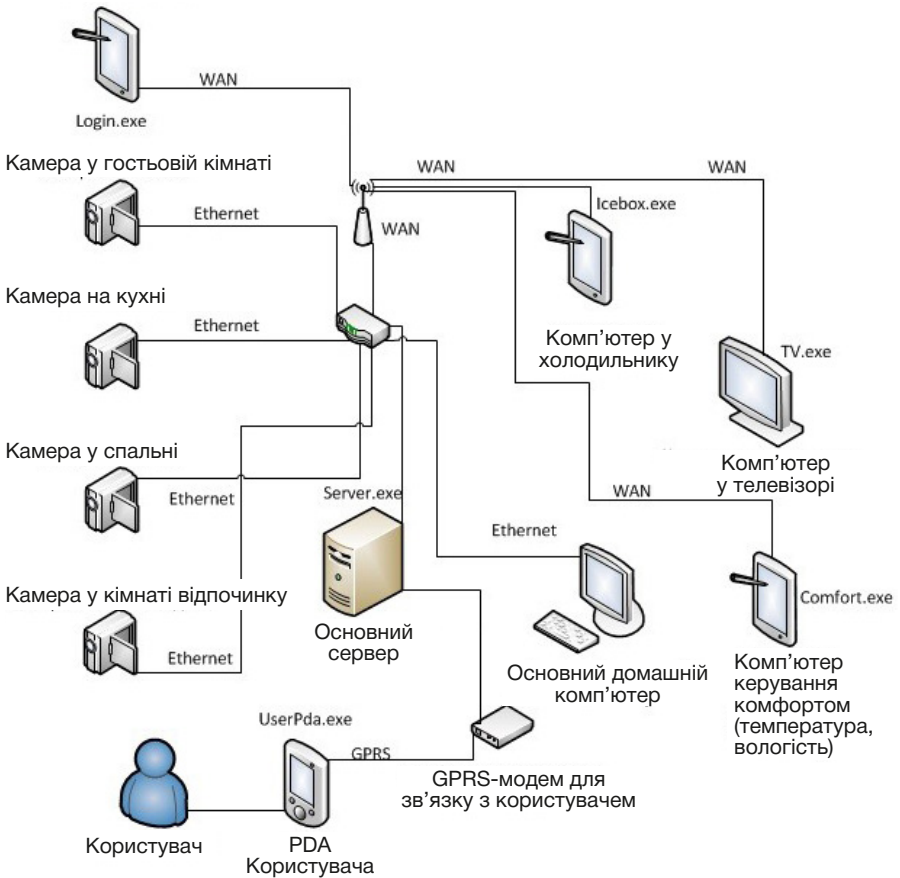 WAN
Login.exe
Камера у гостьовій кімнаті
WAN
WAN
Ethernet
Icebox.exe
WAN
Камера на кухні
Ethernet
Комп’ютер у
холодильнику
TV.exe
Камера у спальні
Комп’ютер
у телевізорі
Ethernet
Server.exe
WAN
Ethernet
Камера у кімнаті відпочинку
Comfort.exe
Основний
сервер
Ethernet
Основний домашній
комп’ютер
Комп’ютер
керування
комфортом
(температура,
вологість)
UserPda.exe
GPRS
GPRS-модем для
зв’язку з користувачем
Користувач
PDA
Користувача